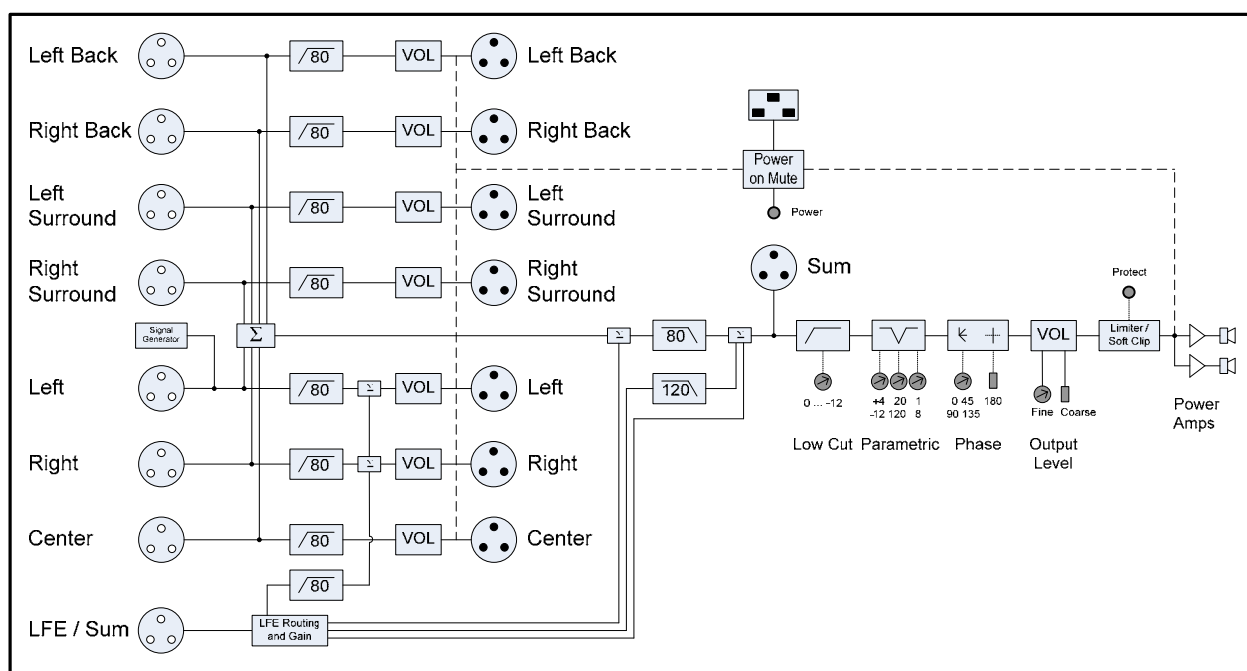 Left Back
80
VOL
Left Back
Right Back
80
VOL
Right Back
Power
on Mute
Power
Left
Surround
80
VOL
Left
Surround
Right
Surround
80
VOL
Right
Surround
Sum
Protect
Signal
Generator
Σ
Σ
80
Σ
VOL
Limiter /
Soft Clip
Left
80
Σ
VOL
Left
120
0 ... -12
+4 20 1
-12 120 8
0 45 180
90 135
Fine Coarse
Low Cut
Parametric
Phase
Output
Level
Power
Amps
Right
80
Σ
VOL
Right
Center
80
VOL
Center
80
LFE / Sum
LFE Routing
and Gain